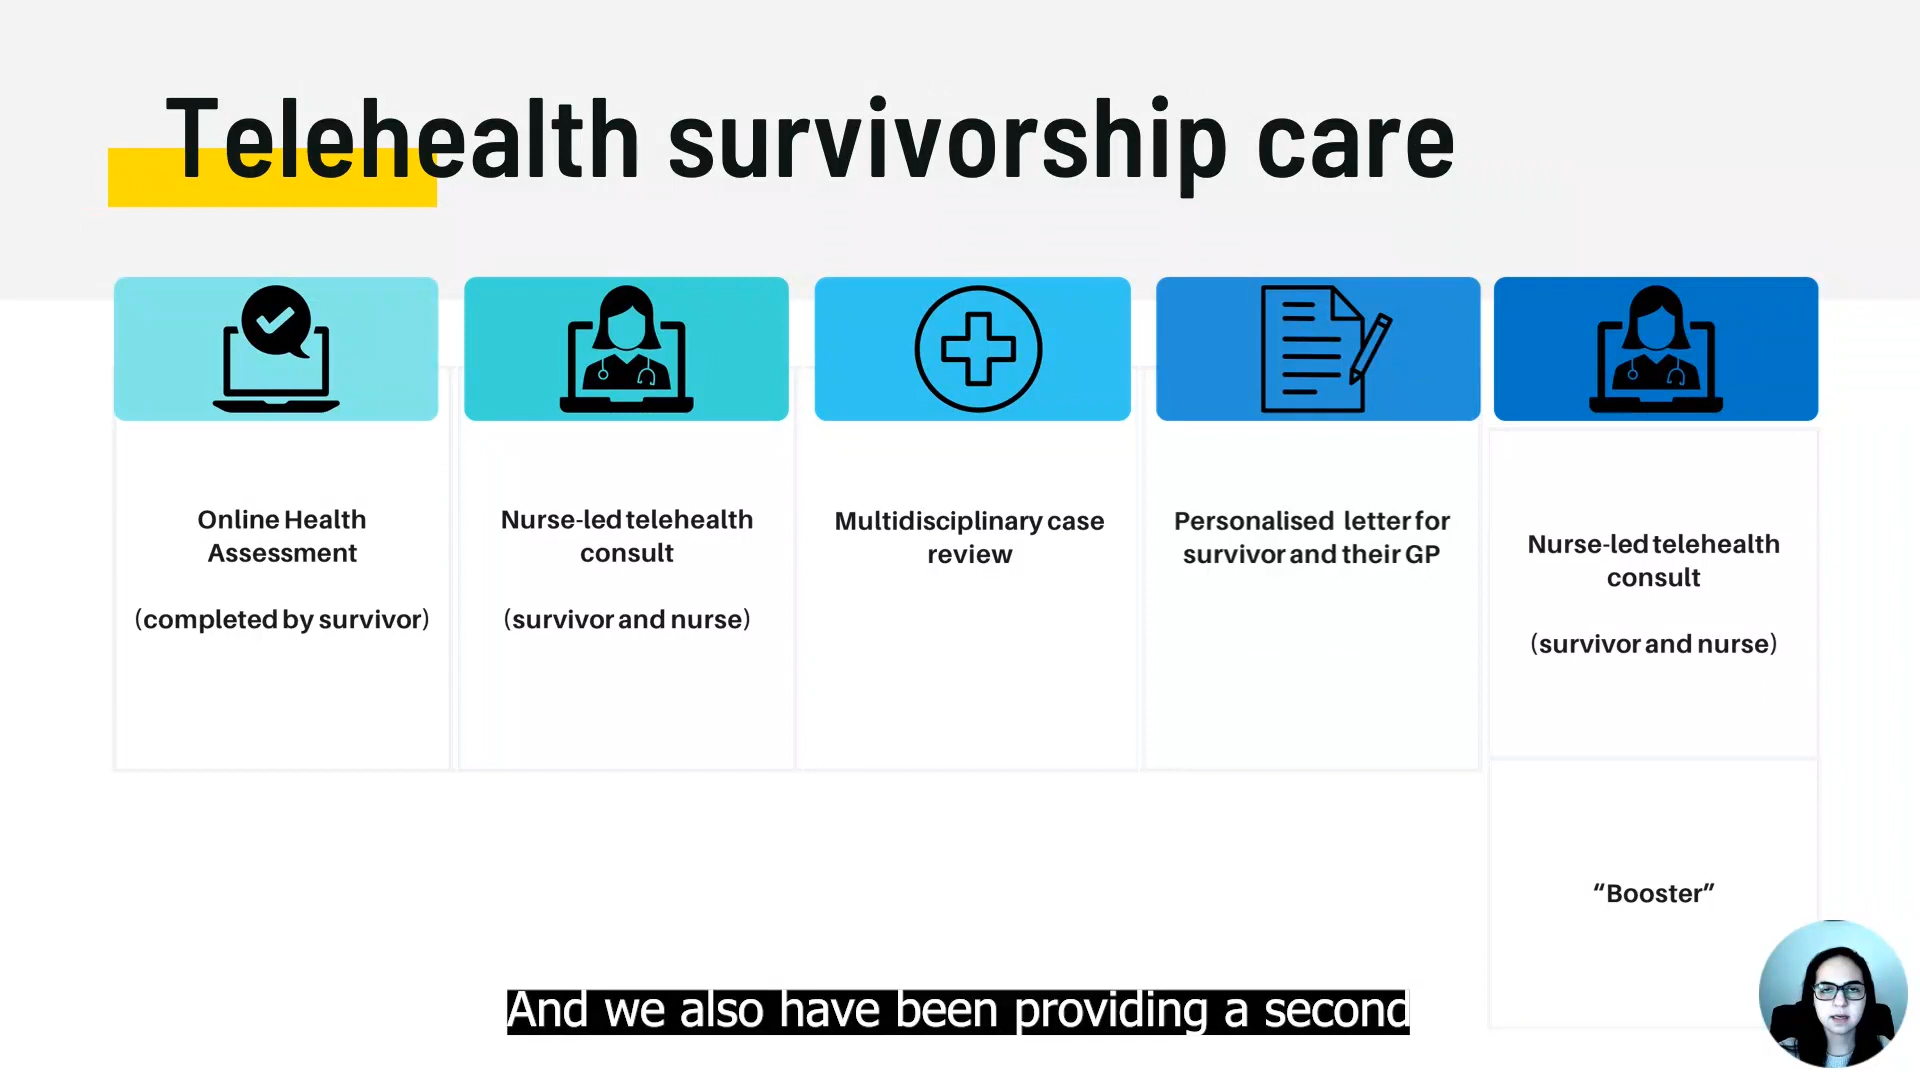 Telehealth survivorship care
Online Health
Assessment
(completed by survivor)
Nurse-led telehealth
consult
(survivor and nurse)
Multidisciplinary case
review
Personalised letter for
survivor and their GP
Nurse-led telehealth
consult
(survivor and nurse)
“Booster”
And we also have been providing a second